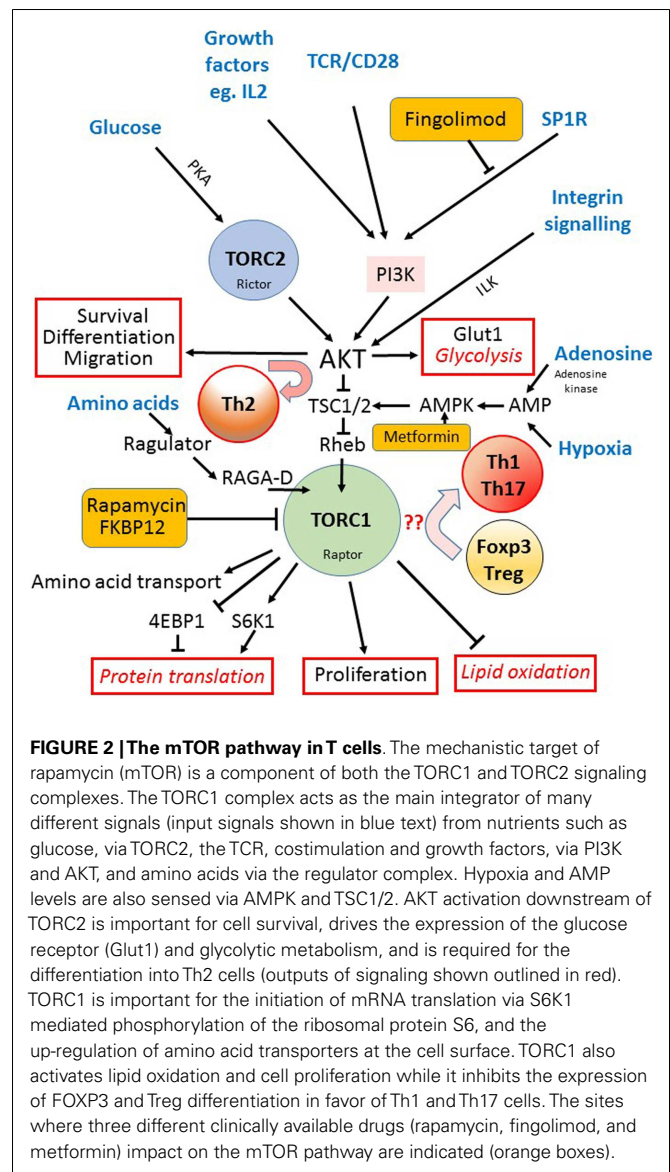 Growth
factors
eg. IL2
TCR/CD28
Fingolimod
SP1R
Glucose
PKA
Integrin
signalling
TORC2
Rictor
PI3K
ILK
Survival
Differentiation
Migration
AKT
Glut1
Glycolysis
Adenosine
Adenosine
kinase
Amino acids
Th2
TSC1/2
AMPK
AMP
Ragulator
Rheb
Metformin
Hypoxia
RAGA-D
Th1
Th17
Rapamycin
FKBP12
TORC1
Raptor
??
Foxp3
Treg
Amino acid transport
4EBP1
S6K1
Protein translation
Proliferation
Lipid oxidation
FIGURE 2 | The mTOR pathway in T cells. The mechanistic target of
rapamycin (mTOR) is a component of both the TORC1 and TORC2 signaling
complexes. The TORC1 complex acts as the main integrator of many
different signals (input signals shown in blue text) from nutrients such as
glucose, via TORC2, the TCR, costimulation and growth factors, via PI3K
and AKT, and amino acids via the regulator complex. Hypoxia and AMP
levels are also sensed via AMPK and TSC1/2. AKT activation downstream of
TORC2 is important for cell survival, drives the expression of the glucose
receptor (Glut1) and glycolytic metabolism, and is required for the
differentiation into Th2 cells (outputs of signaling shown outlined in red).
TORC1 is important for the initiation of mRNA translation via S6K1
mediated phosphorylation of the ribosomal protein S6, and the
up-regulation of amino acid transporters at the cell surface. TORC1 also
activates lipid oxidation and cell proliferation while it inhibits the expression
of FOXP3 and Treg differentiation in favor of Th1 and Th17 cells. The sites
where three different clinically available drugs (rapamycin, fingolimod, and
metformin) impact on the mTOR pathway are indicated (orange boxes).